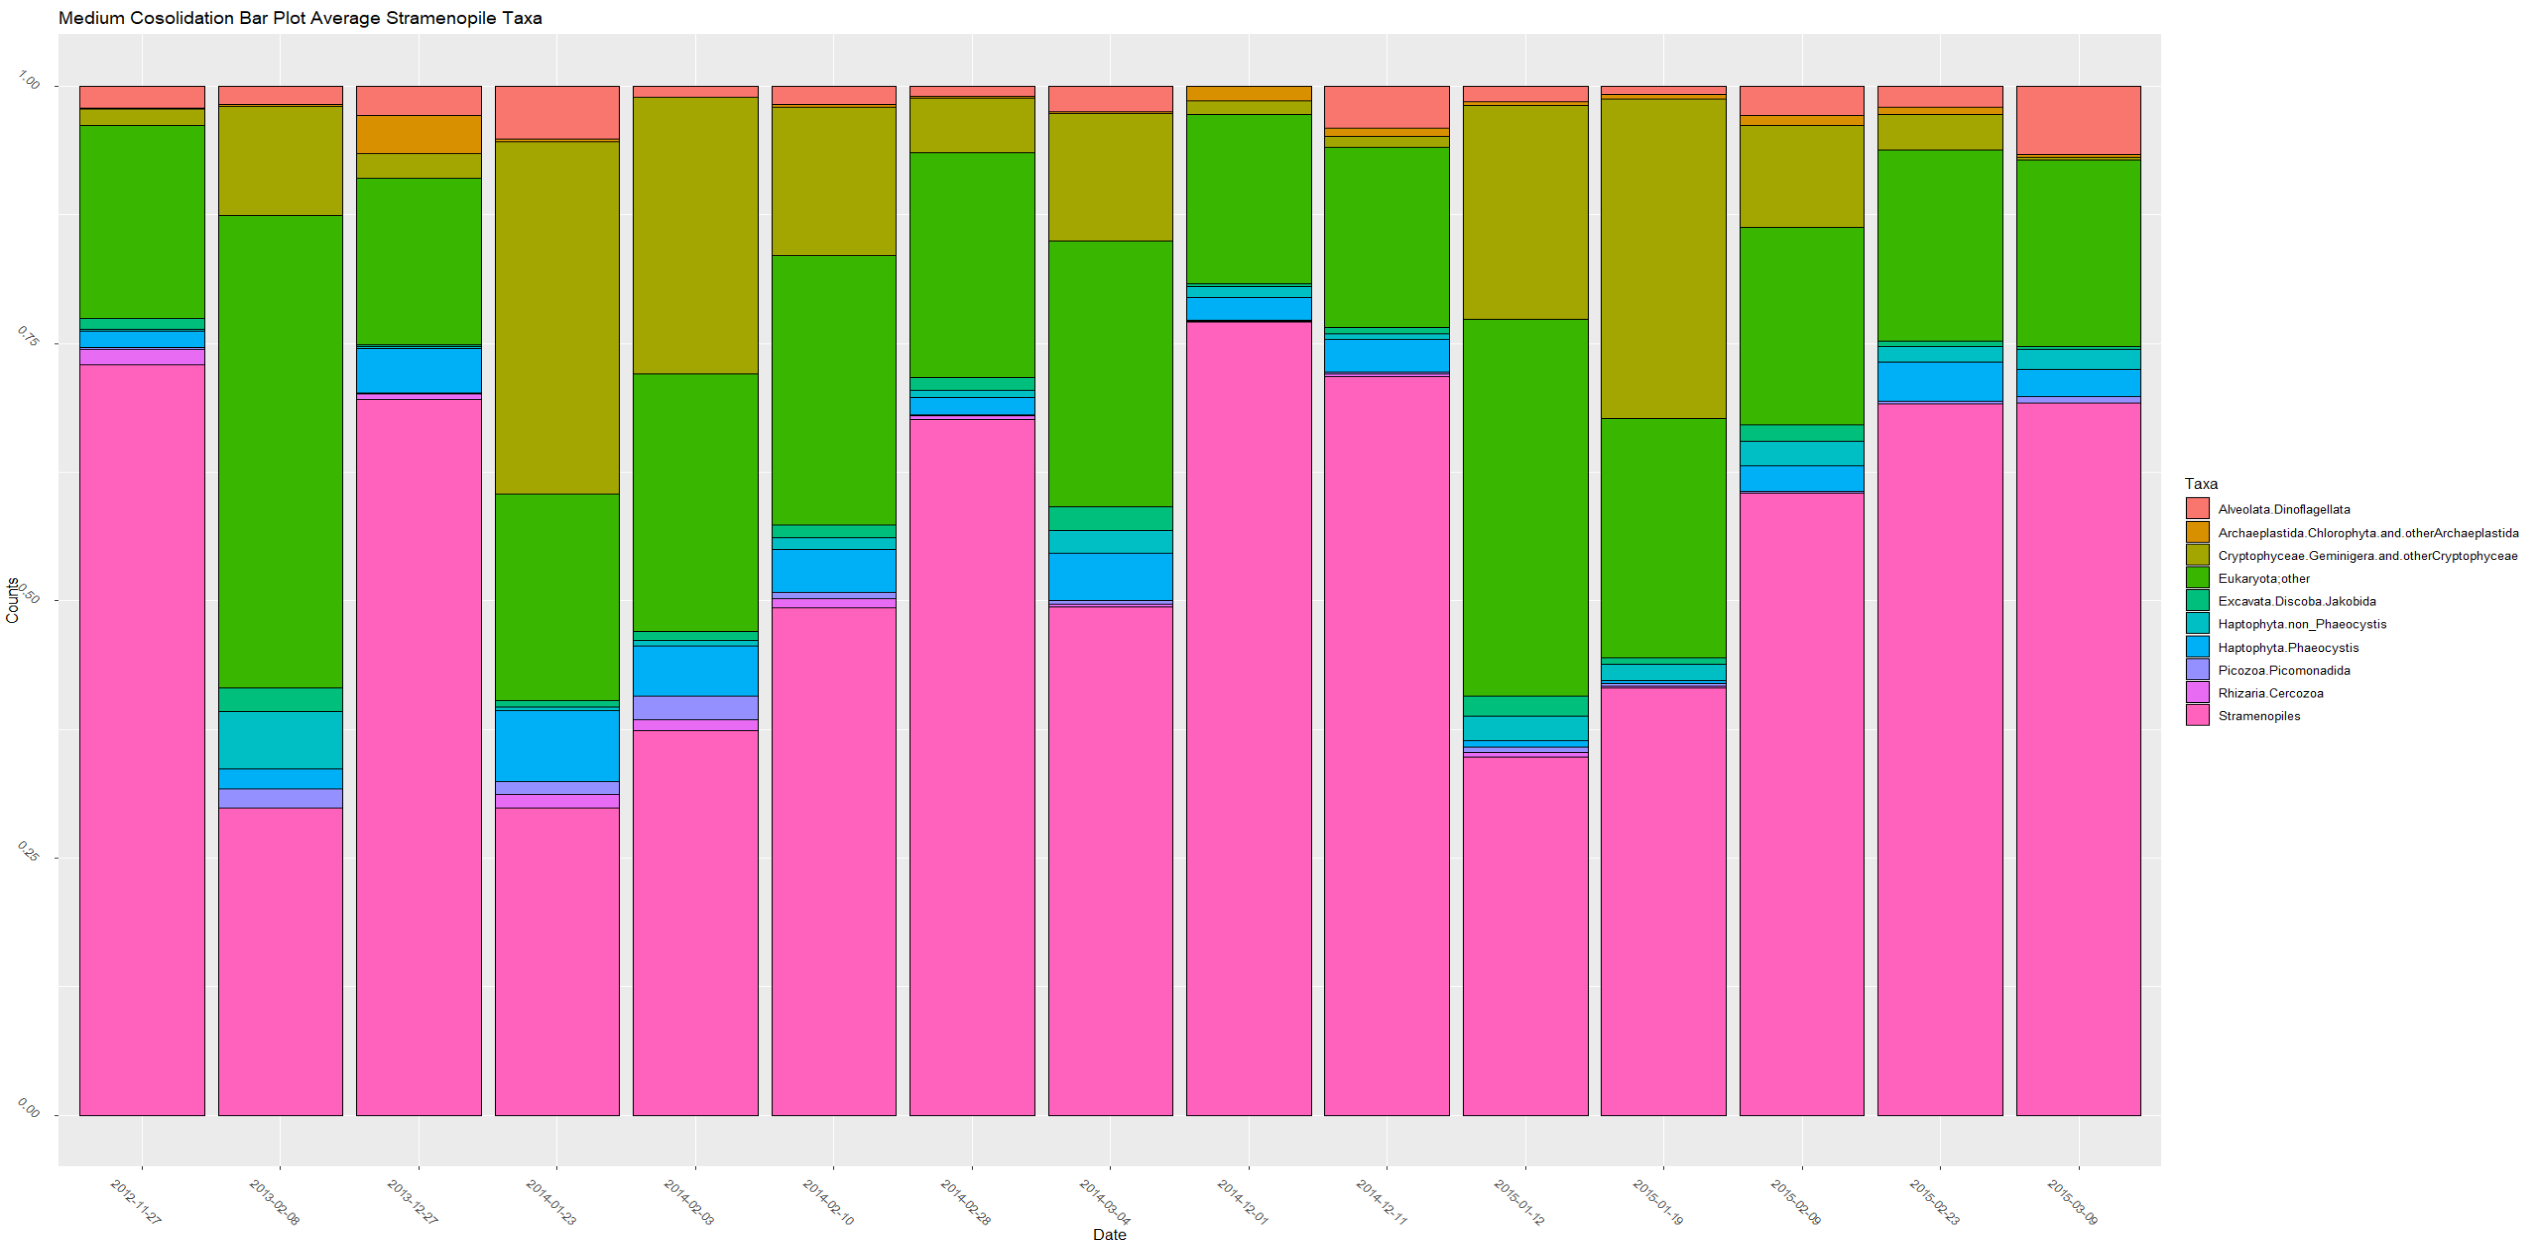 Medium Cosolidation Bar Plot Average Stramenopile Taxa
1.00
0.75
0.50
0.25
0.00
Counts
2012-11-27
2013-02-08
2013-12-27
2014-01-23
2014-02-03
2014-02-10
2014-02-28
2014-03-04
2014-12-01
2014-12-11
2015-01-12
2015-01-19
2015-02-09
2015-02-23
2015-03-09
Date
Taxa
Alveolata.Dinoflagellata
Archaeplastida.Chlorophyta.and.otherArchaeplastida
Cryptophyceae.Geminigera.and.otherCryptophyceae
Eukaryota;other
Excavata.Discoba.Jakobida
Haptophyta.non_Phaeocystis
Haptophyta.Phaeocystis
Picozoa.Picomonadida
Rhizaria.Cercozoa
Stramenopiles